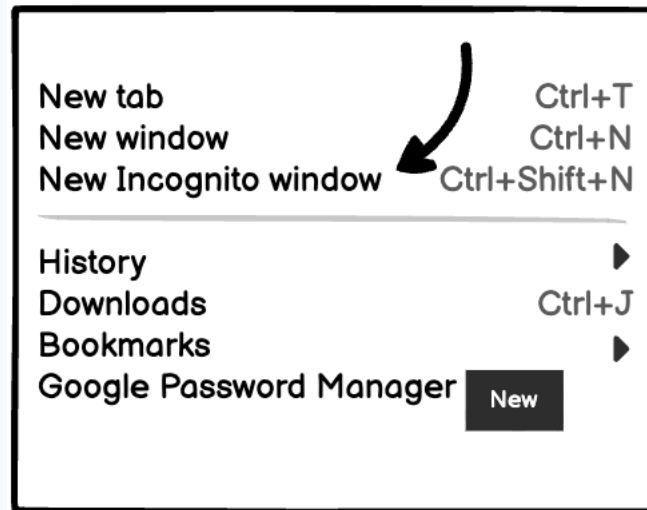 New tab Ctrl+T
New window Ctrl+N
New Incognito window Ctrl+Shift+N
History
Downloads Ctrl+J
Bookmarks
Google Password Manager New